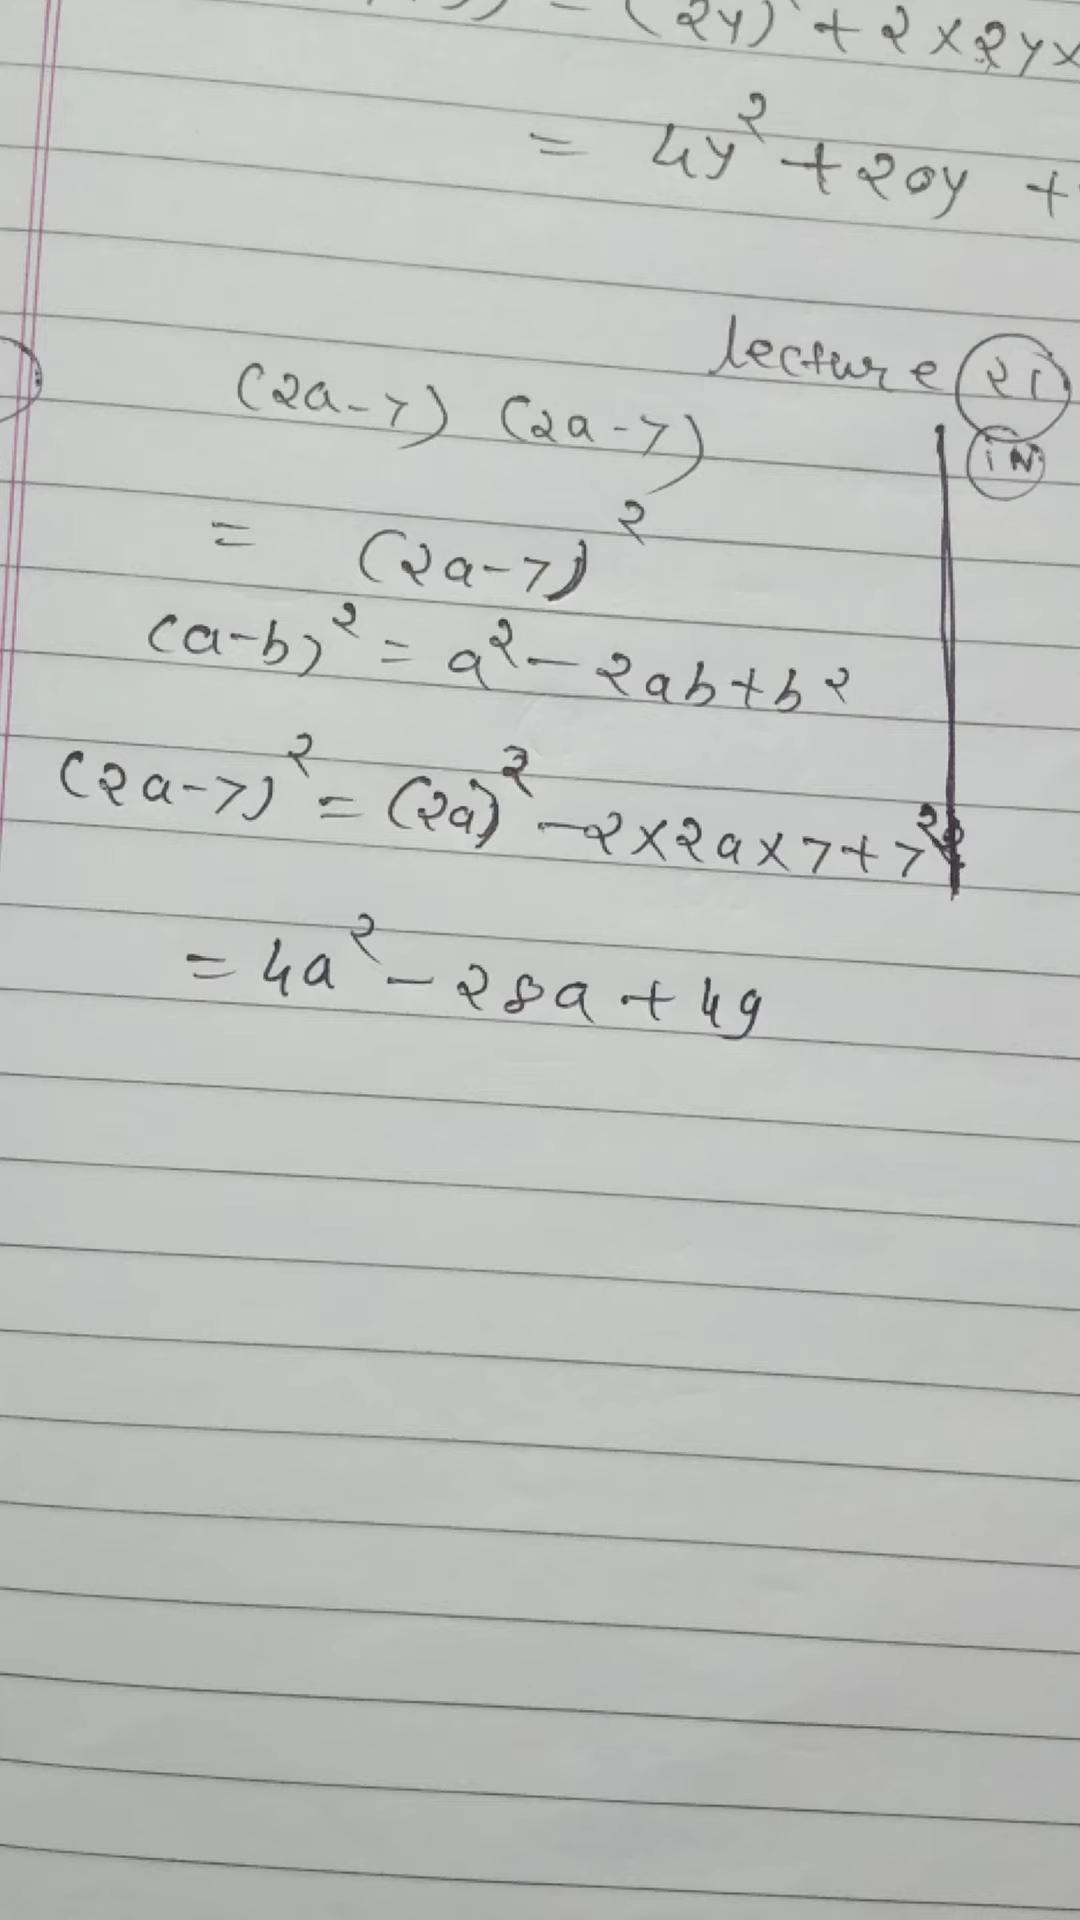 = (2y) + 2 × 2y ×
= 4y² + 20y +
lecture 21
iN
(2a-7) (2a-7)
= (2a-7)²
(a-b)² = a² - 2ab + b²
(2a-7)² = (2a)² - 2×2a×7 + 7²
= 4a² - 28a + 49